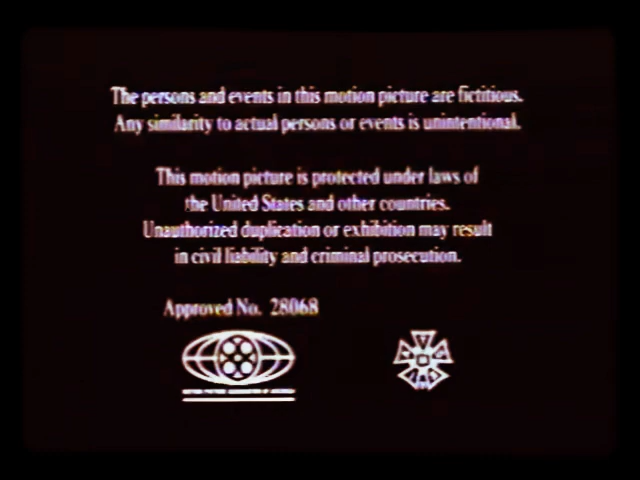 The persons and events in this motion picture are fictitious.
Any similarity to actual persons or events is unintentional.
This motion picture is protected under laws of
the United States and other countries.
Unauthorized duplication or exhibition may result
in civil liability and criminal prosecution.
Approved No. 28068